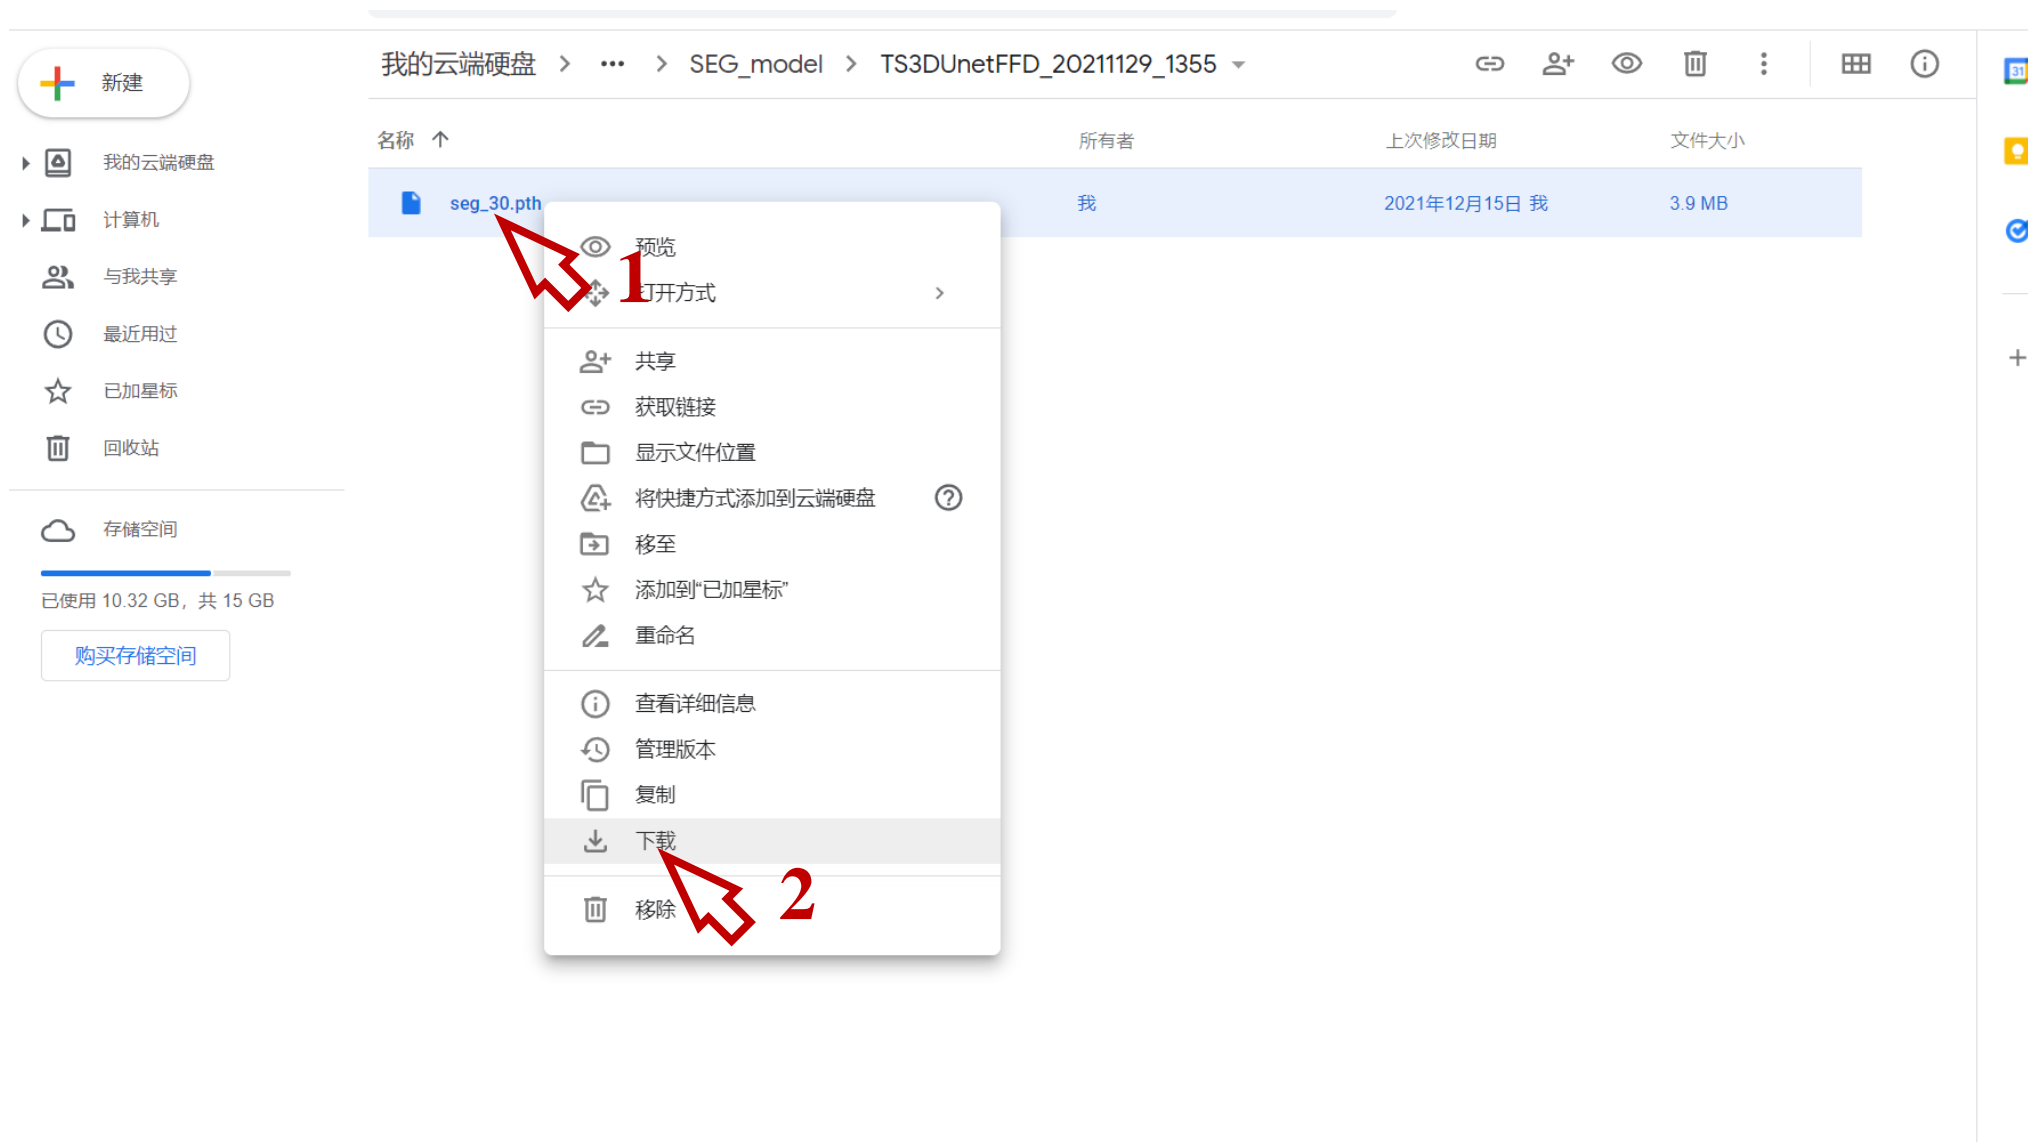 新建
我的云端硬盘 > ... > SEG_model > TS3DUnetFFD_20211129_1355
31
我的云端硬盘
计算机
与我共享
最近用过
已加星标
回收站
存储空间
已使用 10.32 GB，共 15 GB
购买存储空间
名称 所有者 上次修改日期 文件大小
seg_30.pth 我 2021年12月15日 我 3.9 MB
预览
1
打开方式
共享
获取链接
显示文件位置
将快捷方式添加到云端硬盘
移至
添加到“已加星标”
重命名
查看详细信息
管理版本
复制
下载
2
移除